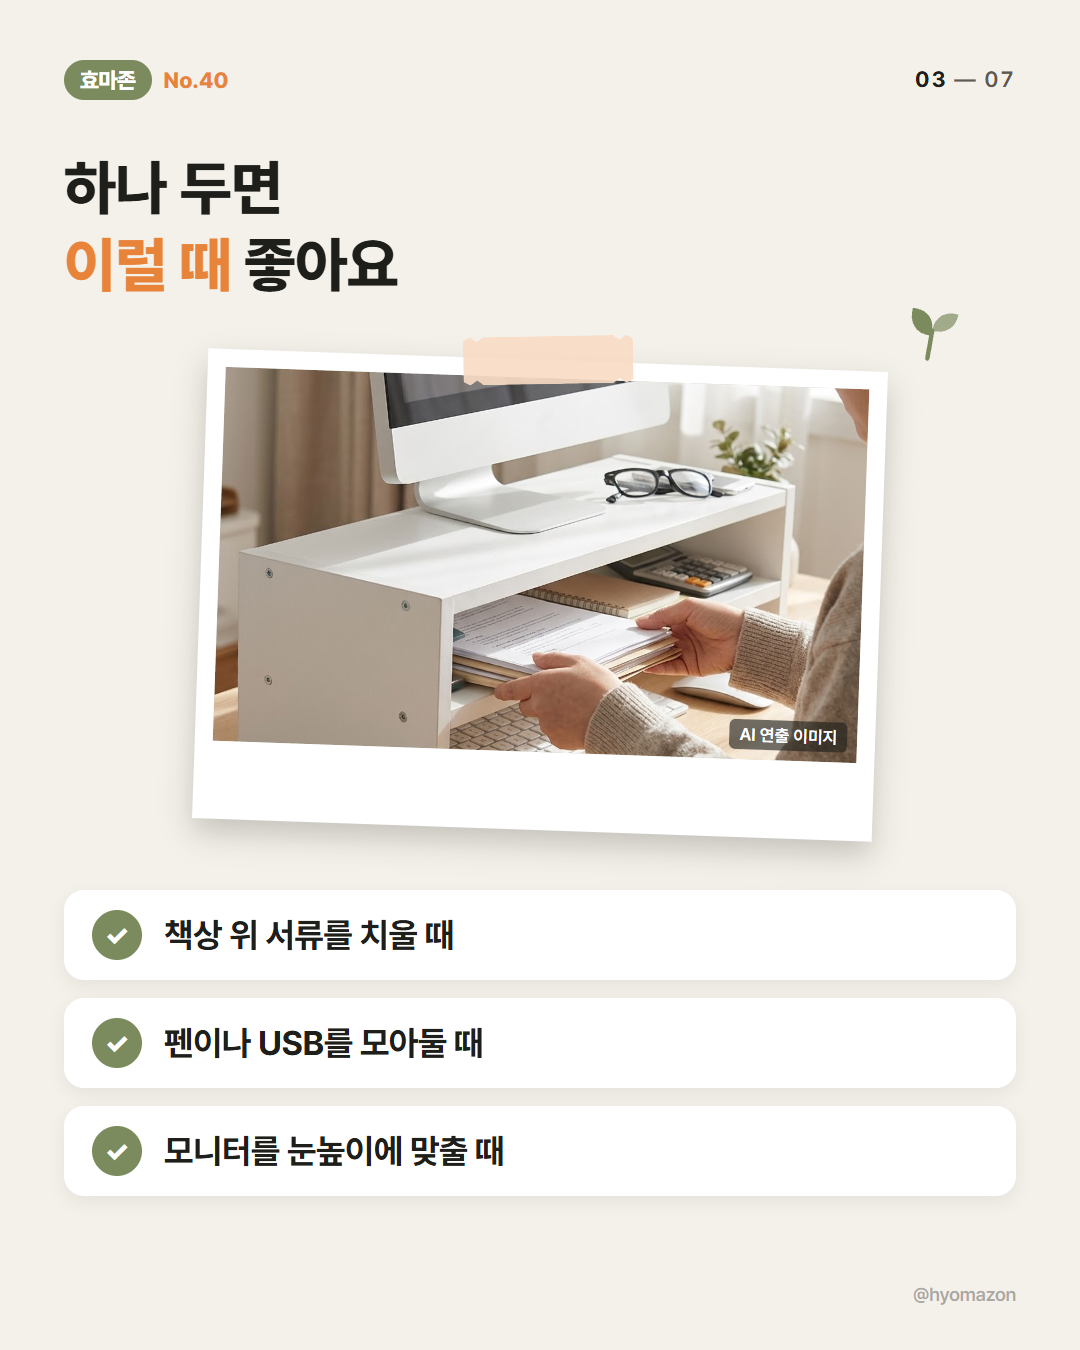 효마존 No.40
03 — 07
하나 두면
이럴 때 좋아요
AI 연출 이미지
책상 위 서류를 치울 때
펜이나 USB를 모아둘 때
모니터를 눈높이에 맞출 때
@hyomazon